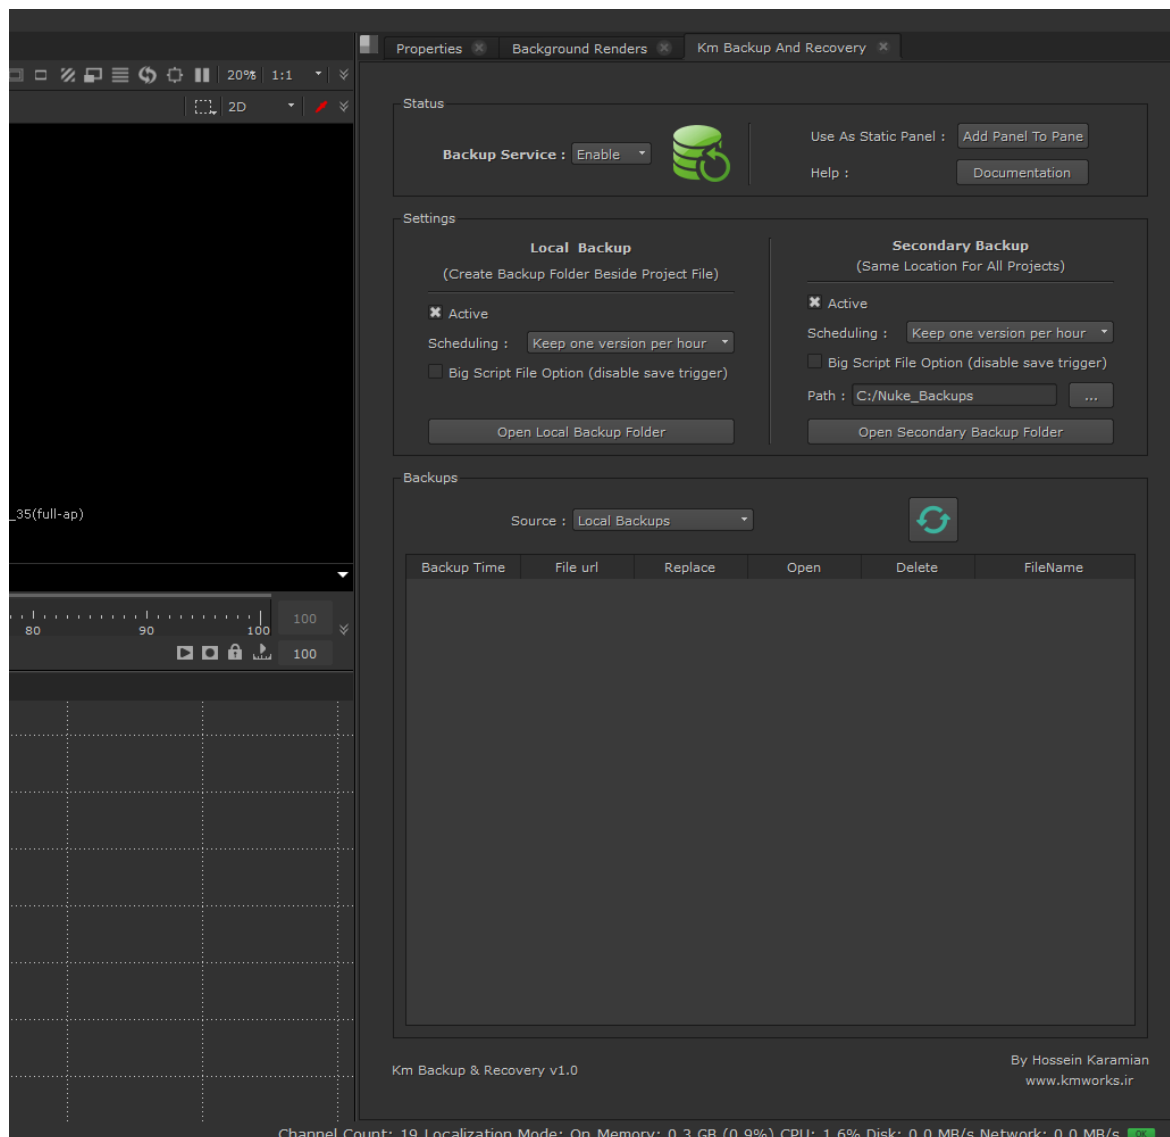 Properties
Background Renders
Km Backup And Recovery
20% 1:1
2D
Status
Backup Service : Enable
Use As Static Panel : Add Panel To Pane
Help : Documentation
Settings
Local Backup
(Create Backup Folder Beside Project File)
Active
Scheduling : Keep one version per hour
Big Script File Option (disable save trigger)
Open Local Backup Folder
Secondary Backup
(Same Location For All Projects)
Active
Scheduling : Keep one version per hour
Big Script File Option (disable save trigger)
Path : C:/Nuke_Backups ...
Open Secondary Backup Folder
Backups
Source : Local Backups
Backup Time File url Replace Open Delete FileName
_35(full-ap)
100
80 90 100
100
Km Backup & Recovery v1.0
By Hossein Karamian
www.kmworks.ir
Channel Count: 19 Localization Mode: On Memory: 0.3 GB (0.9%) CPU: 1.6% Disk: 0.0 MB/s Network: 0.0 MB/s OK